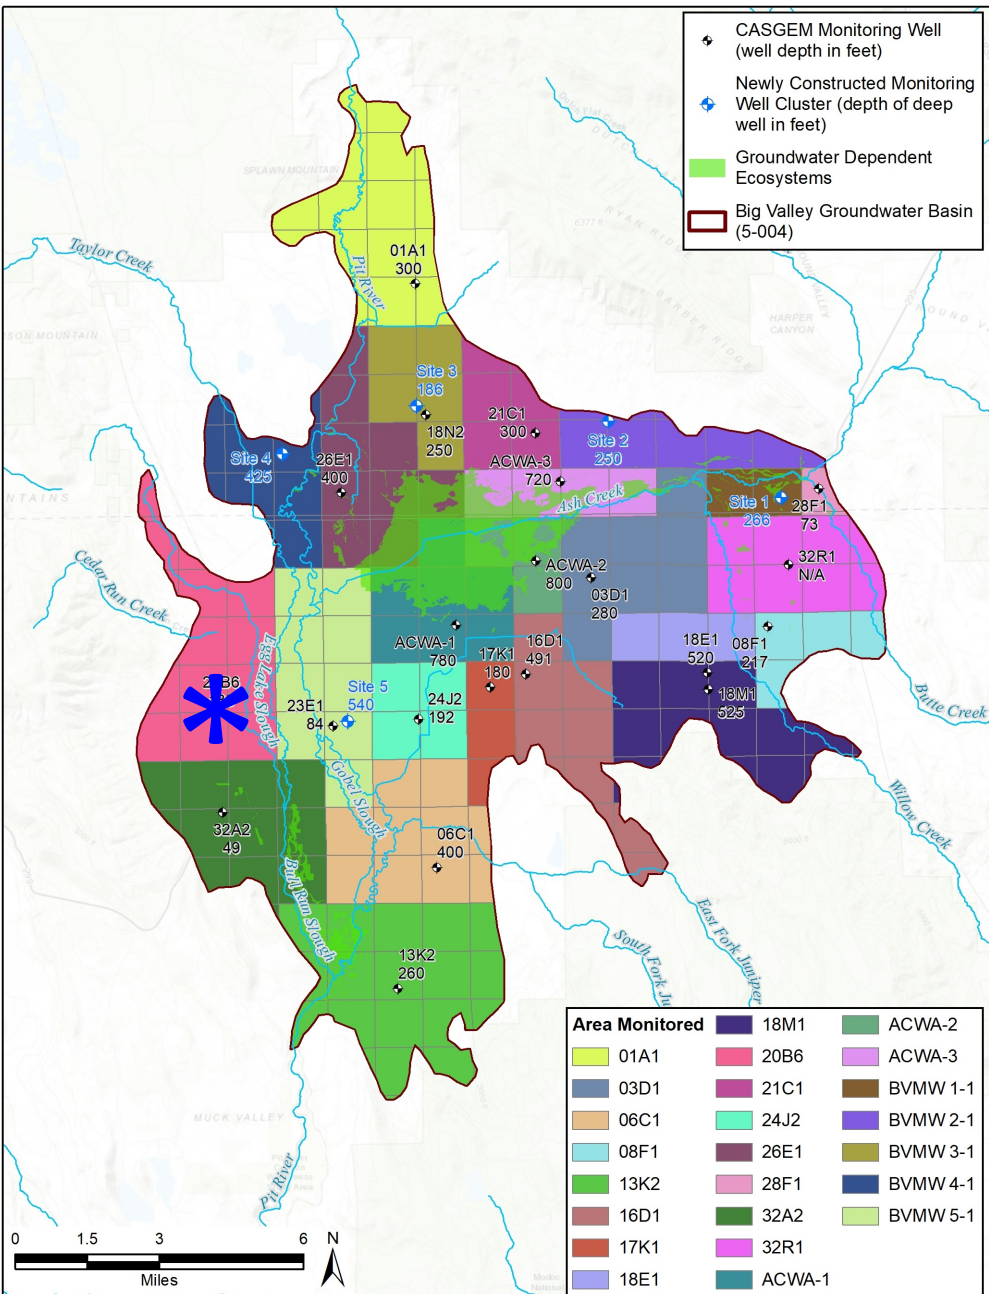 CASGEM Monitoring Well
(well depth in feet)
Newly Constructed Monitoring
Well Cluster (depth of deep
well in feet)
Groundwater Dependent
Ecosystems
Big Valley Groundwater Basin
(5-004)
SPLAWN MOUNTAIN
Taylor Creek
Pit River
01A1
300
HARPER
CANYON
Site 3
186
18N2
250
21C1
300
Site 2
250
Site 4
425
26E1
400
ACWA-3
720
Ash Creek
Site 1
266
28F1
73
32R1
N/A
ACWA-2
800
03D1
280
Cedar Run Creek
Egg Lake Slough
ACWA-1
780
17K1
180
16D1
491
18E1
520
08F1
217
18M1
525
Butte Creek
23E1
84
Site 5
540
24J2
192
Gobel Slough
Willow Creek
32A2
49
06C1
400
Bull Run Slough
13K2
260
East Fork Juniper
South Fork Ju
MUCK VALLEY
Pit River
0 1.5 3 6
Miles
N
Area Monitored
01A1
03D1
06C1
08F1
13K2
16D1
17K1
18E1
18M1
20B6
21C1
24J2
26E1
28F1
32A2
32R1
ACWA-1
ACWA-2
ACWA-3
BVMW 1-1
BVMW 2-1
BVMW 3-1
BVMW 4-1
BVMW 5-1